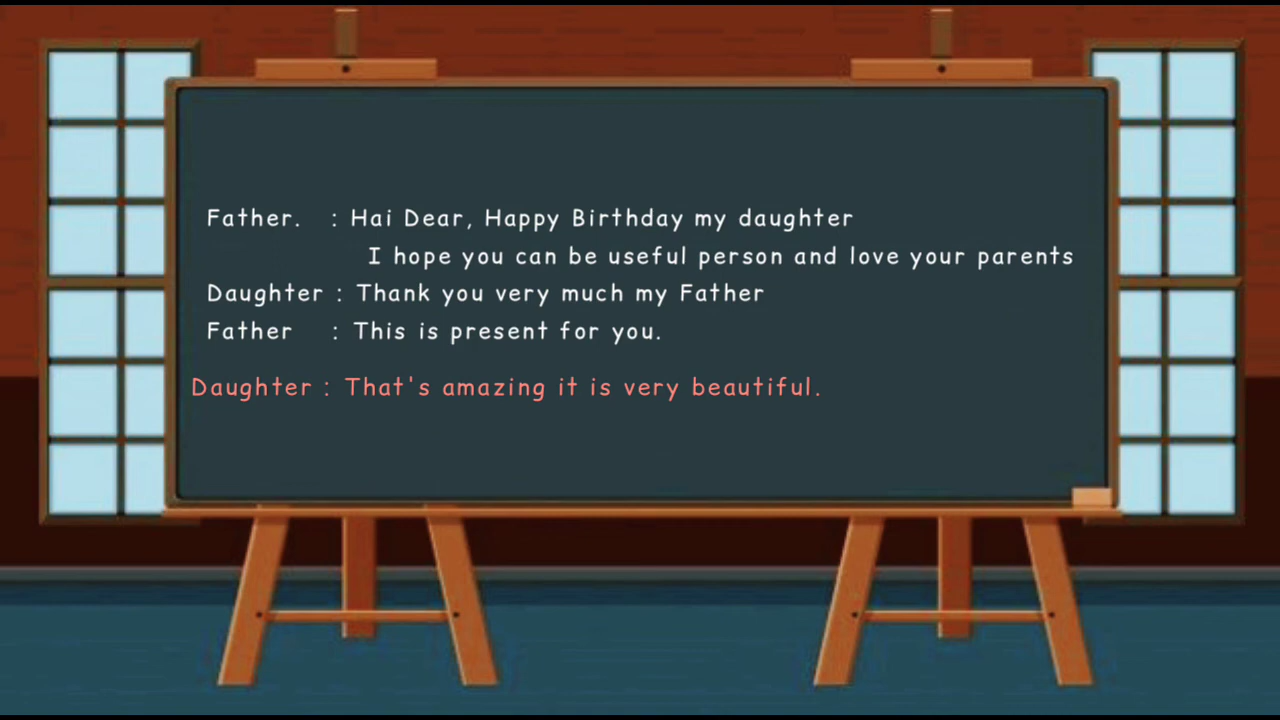 Father. : Hai Dear, Happy Birthday my daughter
I hope you can be useful person and love your parents
Daughter : Thank you very much my Father
Father : This is present for you.
Daughter : That's amazing it is very beautiful.